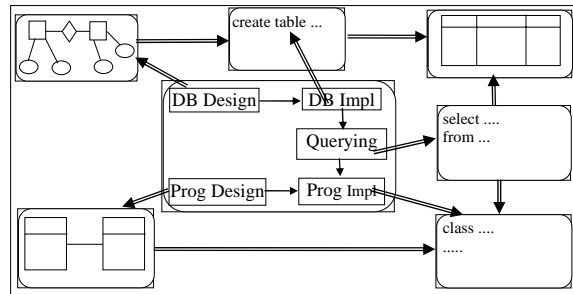 create table ...
DB Design
DB Impl
select ....
from ...
Querying
Prog Design
Prog Impl
class ....
.....